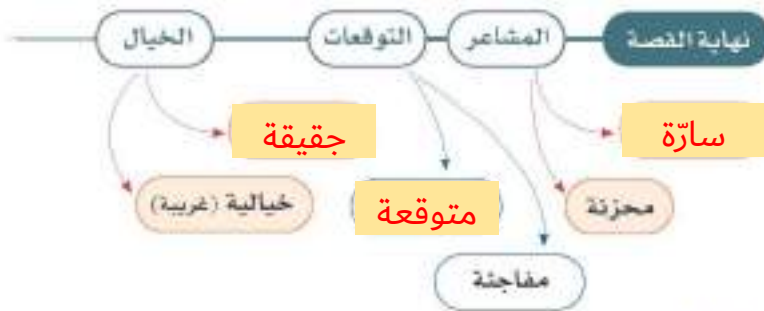 نهاية القصة المشاعر التوقعات الخيال
سارّة جقيقة
محزنة متوقعة خيالية (غريبة)
مفاجئة